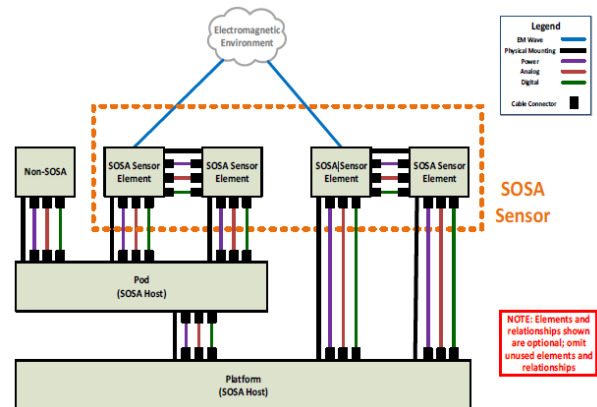 Electromagnetic
Environment
Legend
EM Wave
Physical Mounting
Power
Analog
Digital
Cable Connector
Non-SOSA
SOSA Sensor
Element
SOSA Sensor
Element
SOSA|Sensor
Element
SOSA Sensor
Element
SOSA
Sensor
Pod
(SOSA Host)
NOTE: Elements and
relationships shown
are optional; omit
unused elements and
relationships
Platform
(SOSA Host)